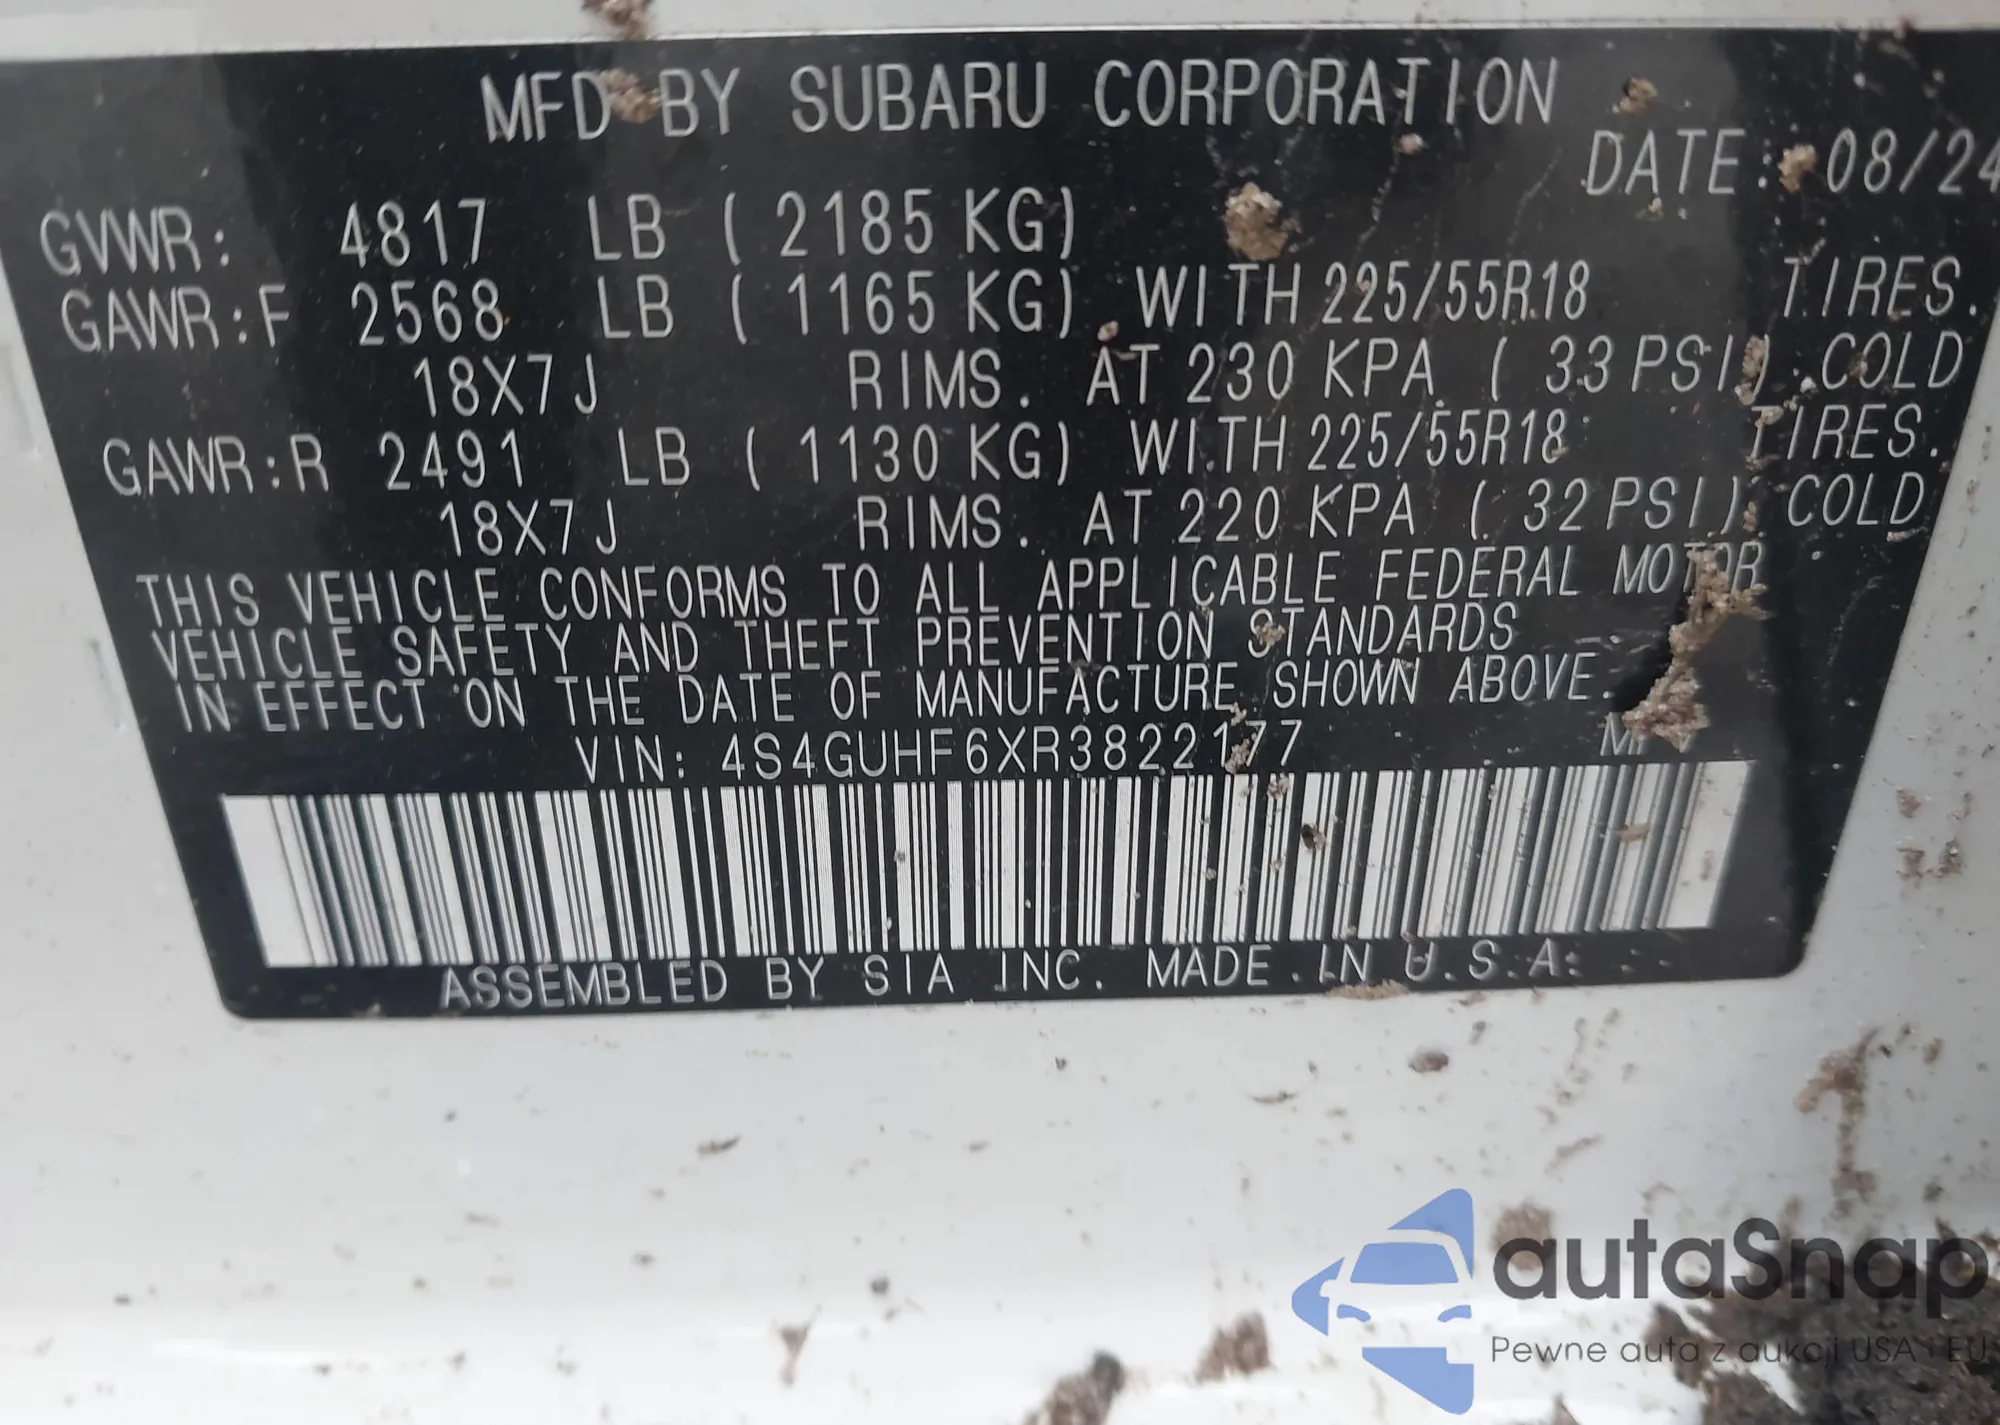 MFD BY SUBARU CORPORATION
DATE: 08/24
GVWR: 4817 LB ( 2185 KG)
GAWR:F 2568 LB ( 1165 KG) WITH 225/55R18 TIRES.
18X7J RIMS. AT 230 KPA ( 33 PSI) COLD
GAWR:R 2491 LB ( 1130 KG) WITH 225/55R18 TIRES.
18X7J RIMS. AT 220 KPA ( 32 PSI) COLD
THIS VEHICLE CONFORMS TO ALL APPLICABLE FEDERAL MOTOR
VEHICLE SAFETY AND THEFT PREVENTION STANDARDS
IN EFFECT ON THE DATE OF MANUFACTURE SHOWN ABOVE.
VIN: 4S4GUHF6XR3822177 MPV
ASSEMBLED BY SIA INC. MADE IN U.S.A.
autaSnap
Pewne auta z aukcji USA i EU